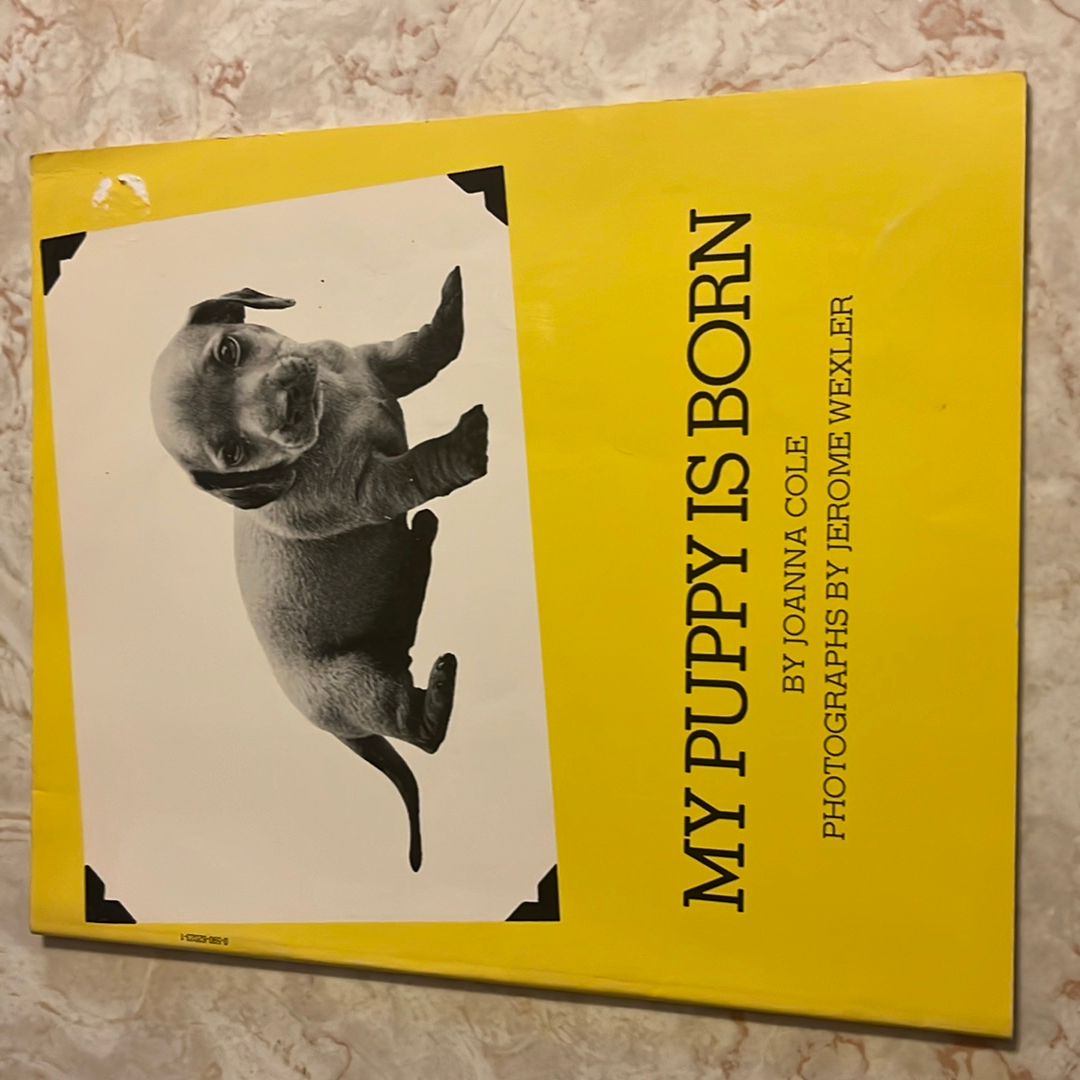 MY PUPPY IS BORN
BY JOANNA COLE
PHOTOGRAPHS BY JEROME WEXLER